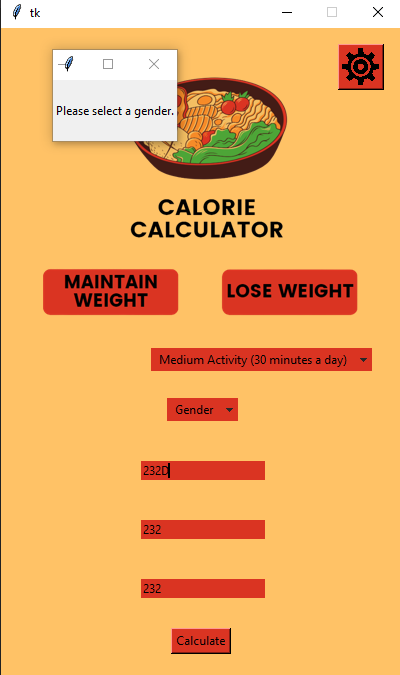 tk
Please select a gender.
CALORIE
CALCULATOR
MAINTAIN
WEIGHT
LOSE WEIGHT
Medium Activity (30 minutes a day)
Gender
232D
232
232
Calculate